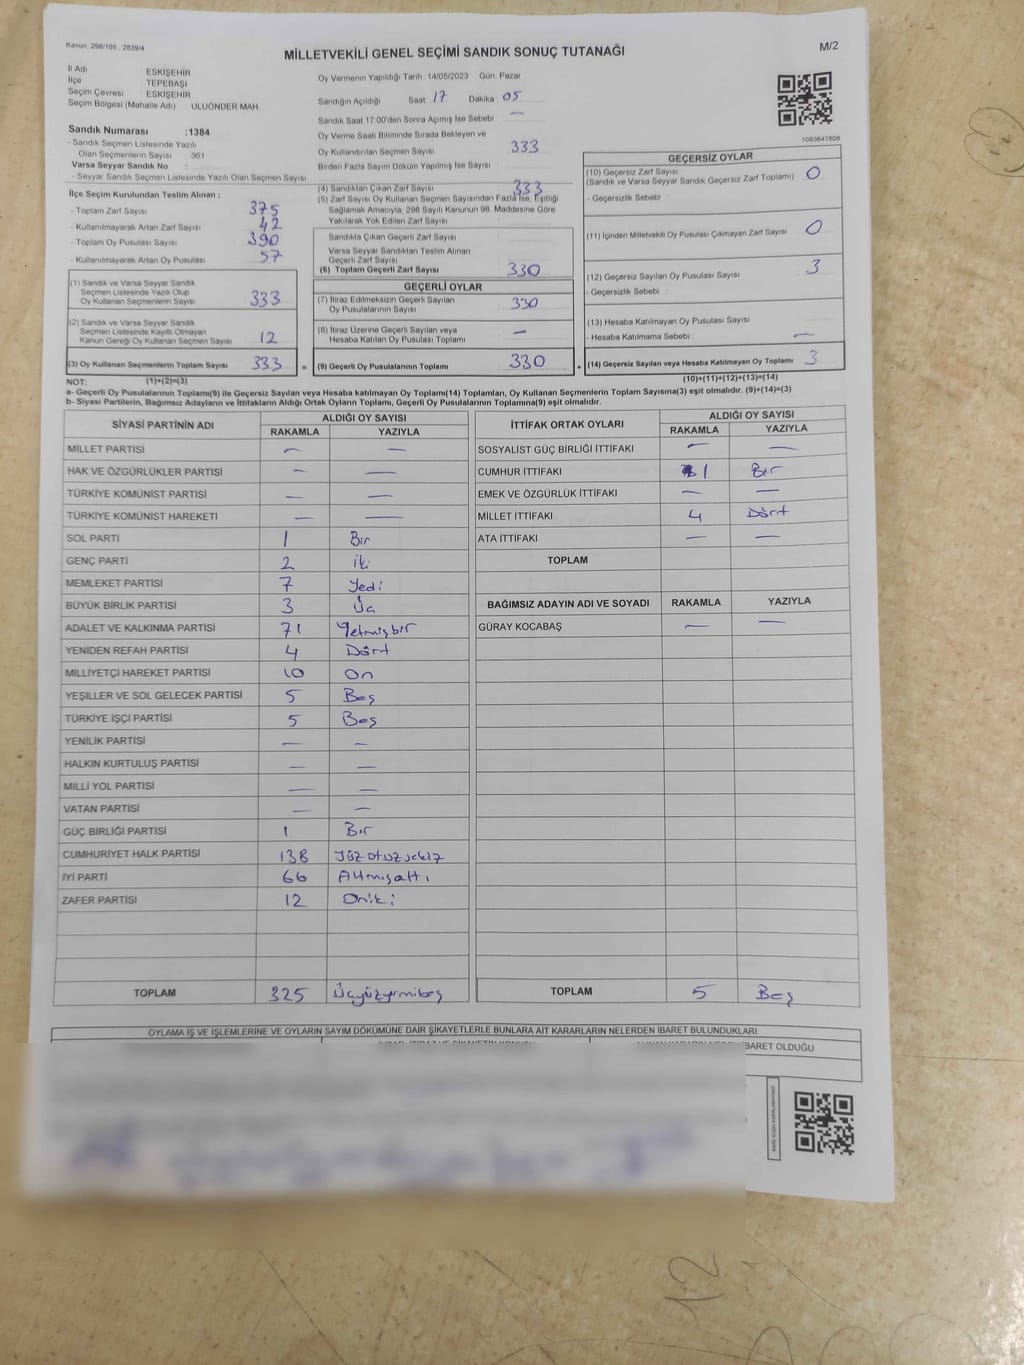 Kanun. 298/105 , 2839/4
MİLLETVEKİLİ GENEL SEÇİMİ SANDIK SONUÇ TUTANAĞI
M/2
İl Adı ESKİŞEHİR
İlçe TEPEBAŞI
Seçim Çevresi ESKİŞEHİR
Seçim Bölgesi (Mahalle Adı) : ULUÖNDER MAH.
Oy Vermenin Yapıldığı Tarih: 14/05/2023 Gün: Pazar
Sandığın Açıldığı Saat 17 Dakika 05
Sandık Saat 17:00'den Sonra Açılmış İse Sebebi —
Oy Verme Saati Bitiminde Sırada Bekleyen ve
Oy Kullandırılan Seçmen Sayısı 333
Birden Fazla Sayım Döküm Yapılmış İse Sayısı
1083647808
Sandık Numarası :1384
- Sandık Seçmen Listesinde Yazılı
Olan Seçmenlerin Sayısı : 361
Varsa Seyyar Sandık No :
- Seyyar Sandık Seçmen Listesinde Yazılı Olan Seçmen Sayısı
İlçe Seçim Kurulundan Teslim Alınan ;
- Toplam Zarf Sayısı 375
- Kullanılmayarak Artan Zarf Sayısı 42
- Toplam Oy Pusulası Sayısı 390
- Kullanılmayarak Artan Oy Pusulası 57
(1) Sandık ve Varsa Seyyar Sandık
Seçmen Listesinde Yazılı Olup
Oy Kullanan Seçmenlerin Sayısı 333
(2) Sandık ve Varsa Seyyar Sandık
Seçmen Listesinde Kayıtlı Olmayan
Kanun Gereği Oy Kullanan Seçmen Sayısı 12
(3) Oy Kullanan Seçmenlerin Toplam Sayısı 333 =
(4) Sandıktan Çıkan Zarf Sayısı 333
(5) Zarf Sayısı Oy Kullanan Seçmen Sayısından Fazla İse, Eşitliği
Sağlamak Amacıyla, 298 Sayılı Kanunun 98. Maddesine Göre
Yakılarak Yok Edilen Zarf Sayısı
Sandıkta Çıkan Geçerli Zarf Sayısı
Varsa Seyyar Sandıktan Teslim Alınan
Geçerli Zarf Sayısı
(6) Toplam Geçerli Zarf Sayısı 330
GEÇERLİ OYLAR
(7) İtiraz Edilmeksizin Geçerli Sayılan
Oy Pusulalarının Sayısı 330
(8) İtiraz Üzerine Geçerli Sayılan veya
Hesaba Katılan Oy Pusulası Toplamı —
(9) Geçerli Oy Pusulalarının Toplamı 330 +
GEÇERSİZ OYLAR
(10) Geçersiz Zarf Sayısı 0
(Sandık ve Varsa Seyyar Sandık Geçersiz Zarf Toplamı)
- Geçersizlik Sebebi :
(11) İçinden Milletvekili Oy Pusulası Çıkmayan Zarf Sayısı 0
(12) Geçersiz Sayılan Oy Pusulası Sayısı 3
- Geçersizlik Sebebi
(13) Hesaba Katılmayan Oy Pusulası Sayısı
- Hesaba Katılmama Sebebi : —
(14) Geçersiz Sayılan veya Hesaba Katılmayan Oy Toplamı 3
NOT: (1)+(2)=(3) (10)+(11)+(12)+(13)=(14)
a- Geçerli Oy Pusulalarının Toplamı(9) ile Geçersiz Sayılan veya Hesaba katılmayan Oy Toplamı(14) Toplamları, Oy Kullanan Seçmenlerin Toplam Sayısına(3) eşit olmalıdır. (9)+(14)=(3)
b- Siyasi Partilerin, Bağımsız Adayların ve İttifakların Aldığı Ortak Oyların Toplamı, Geçerli Oy Pusulalarının Toplamına(9) eşit olmalıdır.
SİYASİ PARTİNİN ADI ALDIĞI OY SAYISI
RAKAMLA YAZIYLA
MİLLET PARTİSİ — —
HAK VE ÖZGÜRLÜKLER PARTİSİ — —
TÜRKİYE KOMÜNİST PARTİSİ — —
TÜRKİYE KOMÜNİST HAREKETİ — —
SOL PARTİ 1 Bir
GENÇ PARTİ 2 iki
MEMLEKET PARTİSİ 7 Yedi
BÜYÜK BİRLİK PARTİSİ 3 Üç
ADALET VE KALKINMA PARTİSİ 71 Yetmişbir
YENİDEN REFAH PARTİSİ 4 Dört
MİLLİYETÇİ HAREKET PARTİSİ 10 On
YEŞİLLER VE SOL GELECEK PARTİSİ 5 Beş
TÜRKİYE İŞÇİ PARTİSİ 5 Beş
YENİLİK PARTİSİ — —
HALKIN KURTULUŞ PARTİSİ — —
MİLLİ YOL PARTİSİ — —
VATAN PARTİSİ — —
GÜÇ BİRLİĞİ PARTİSİ 1 Bir
CUMHURİYET HALK PARTİSİ 138 Yüzotuzsekiz
İYİ PARTİ 66 Altmışaltı
ZAFER PARTİSİ 12 Oniki
TOPLAM 325 Üçyüzyirmibeş
İTTİFAK ORTAK OYLARI ALDIĞI OY SAYISI
RAKAMLA YAZIYLA
SOSYALİST GÜÇ BİRLİĞİ İTTİFAKI — —
CUMHUR İTTİFAKI 1 Bir
EMEK VE ÖZGÜRLÜK İTTİFAKI — —
MİLLET İTTİFAKI 4 Dört
ATA İTTİFAKI — —
TOPLAM
BAĞIMSIZ ADAYIN ADI VE SOYADI RAKAMLA YAZIYLA
GÜRAY KOCABAŞ — —
TOPLAM 5 Beş
OYLAMA İŞ VE İŞLEMLERİNE VE OYLARIN SAYIM DÖKÜMÜNE DAİR ŞİKAYETLERLE BUNLARA AİT KARARLARIN NELERDEN İBARET BULUNDUKLARI
İBARET OLDUĞU
12